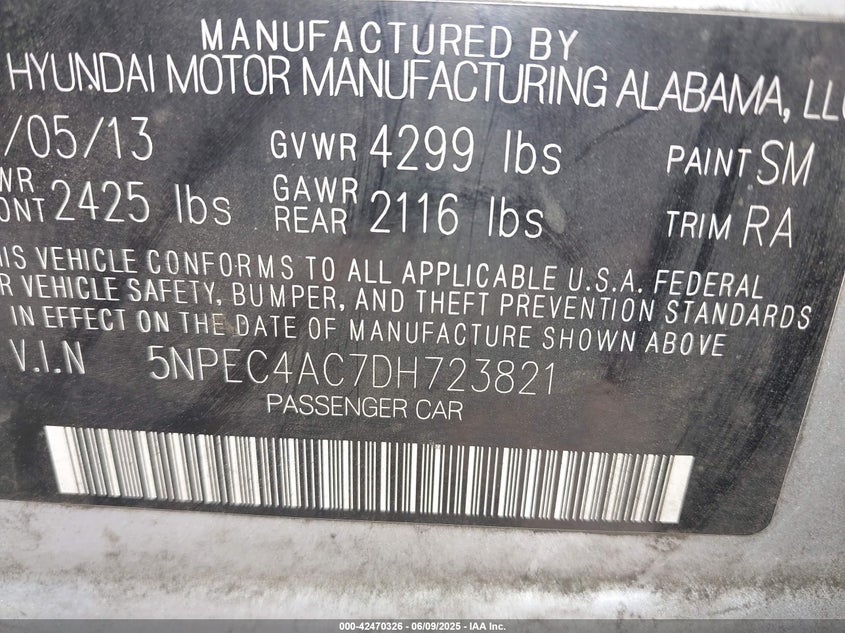 MANUFACTURED BY
HYUNDAI MOTOR MANUFACTURING ALABAMA, LLC
/05/13 GVWR 4299 lbs PAINT SM
WR
ONT 2425 lbs GAWR
REAR 2116 lbs TRIM RA
HIS VEHICLE CONFORMS TO ALL APPLICABLE U.S.A. FEDERAL
R VEHICLE SAFETY, BUMPER, AND THEFT PREVENTION STANDARDS
IN EFFECT ON THE DATE OF MANUFACTURE SHOWN ABOVE
V.I.N 5NPEC4AC7DH723821
PASSENGER CAR
000-42470326 - 06/09/2025 - IAA Inc.